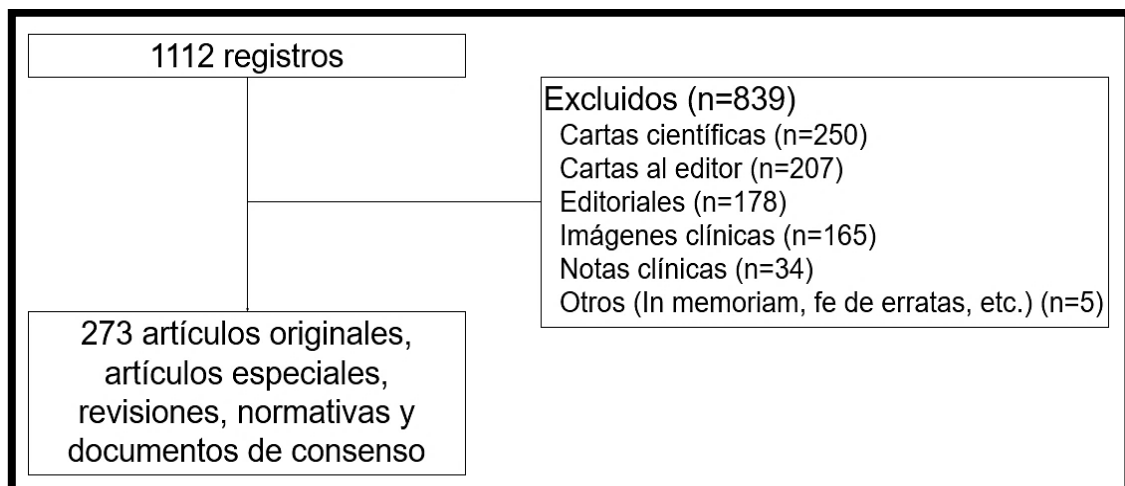 1112 registros
Excluidos (n=839)
Cartas científicas (n=250)
Cartas al editor (n=207)
Editoriales (n=178)
Imágenes clínicas (n=165)
Notas clínicas (n=34)
Otros (In memoriam, fe de erratas, etc.) (n=5)
273 artículos originales,
artículos especiales,
revisiones, normativas y
documentos de consenso